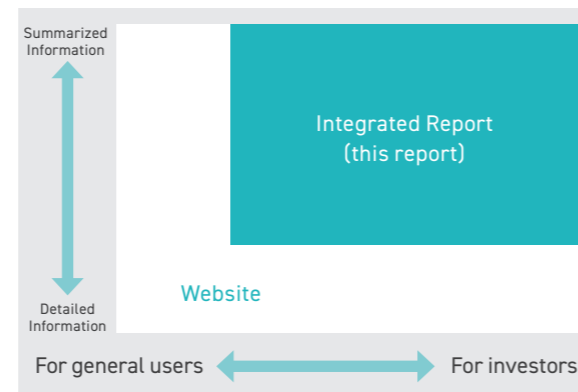 Summarized
Information
Integrated Report
(this report)
Website
Detailed
Information
For general users
For investors